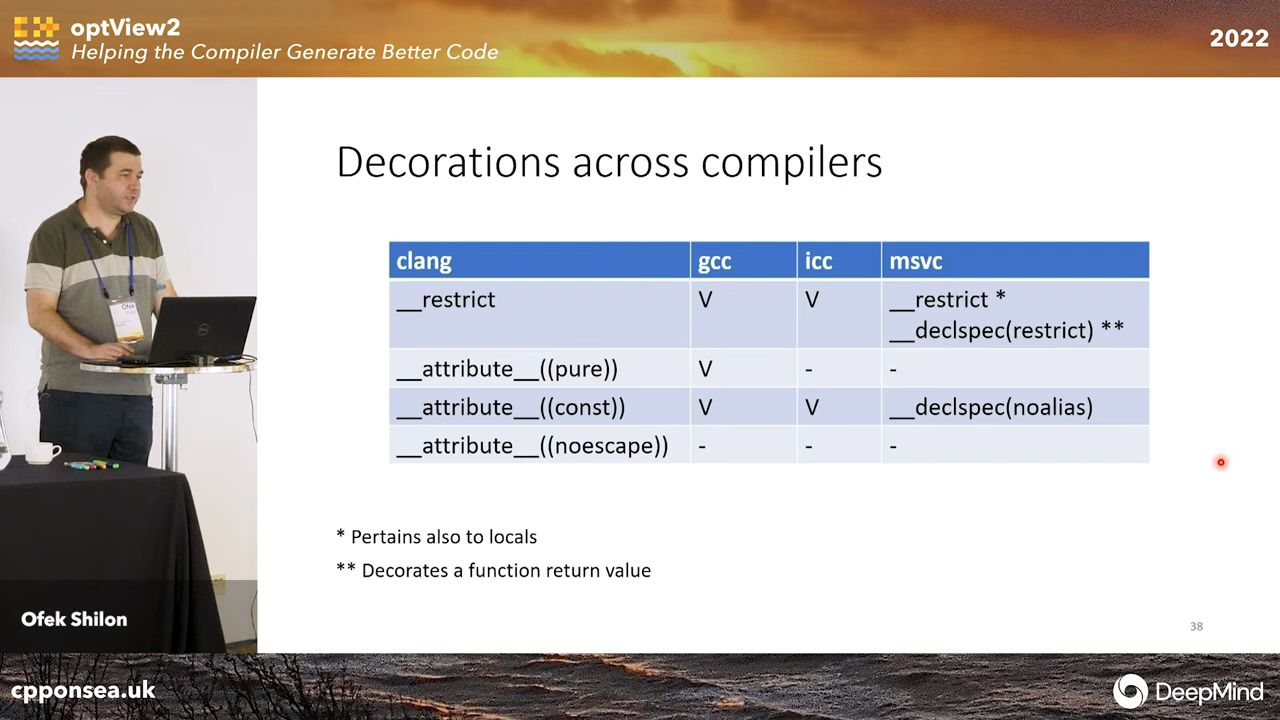 optView2
Helping the Compiler Generate Better Code
2022
Decorations across compilers
clang gcc icc msvc
__restrict V V __restrict *
__declspec(restrict) **
__attribute__((pure)) V - -
__attribute__((const)) V V __declspec(noalias)
__attribute__((noescape)) - - -
* Pertains also to locals
** Decorates a function return value
38
Ofek
Ofek Shilon
cpponsea.uk
DeepMind